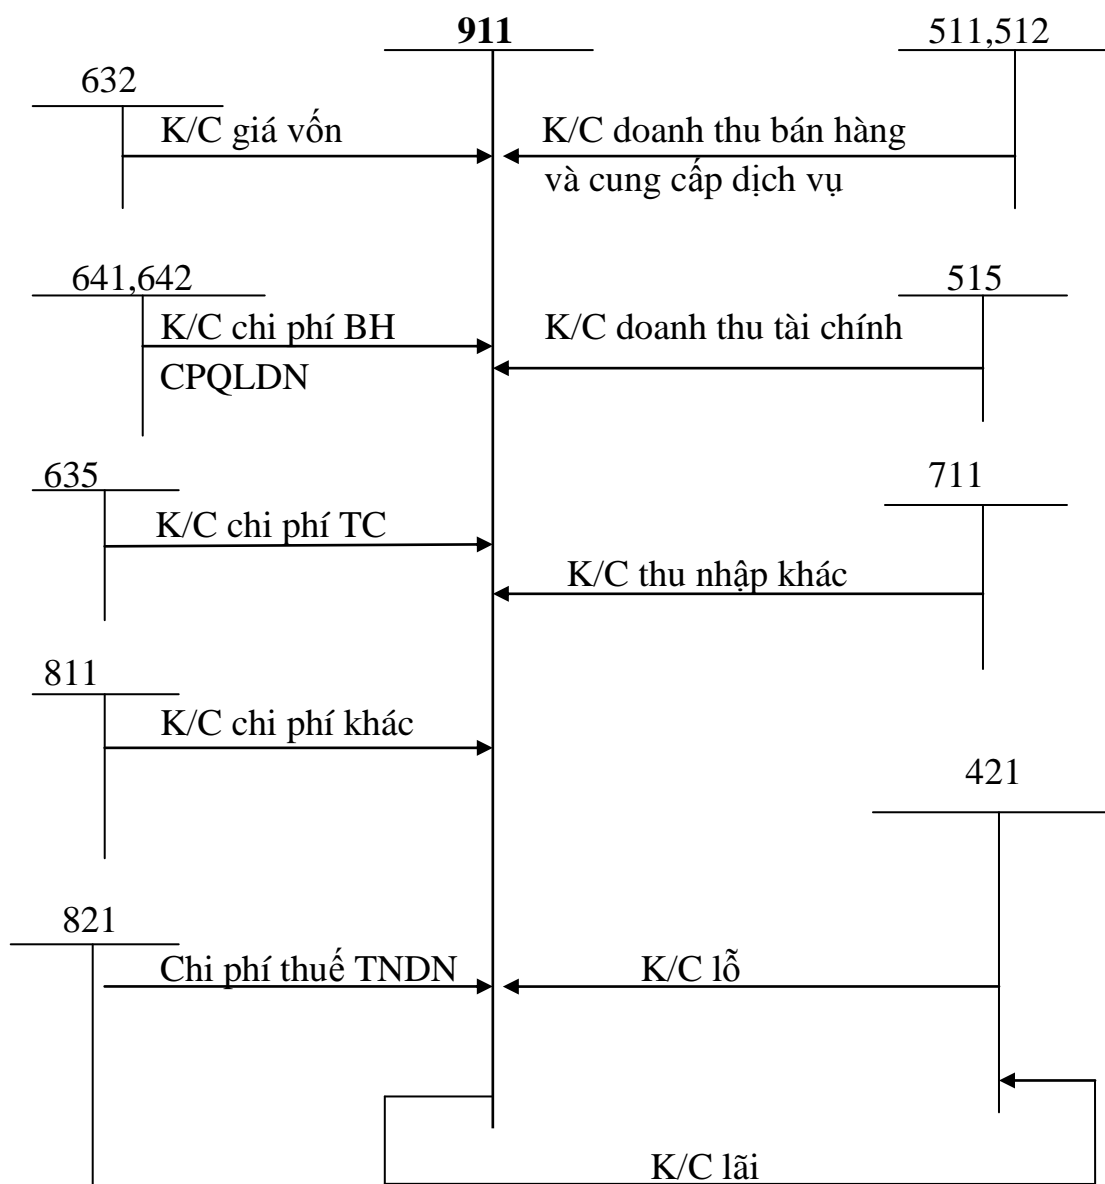 911
511,512
632
K/C giá vốn
K/C doanh thu bán hàng
và cung cấp dịch vụ
641,642
515
K/C chi phí BH
K/C doanh thu tài chính
CPQLDN
635
711
K/C chi phí TC
K/C thu nhập khác
811
K/C chi phí khác
421
821
Chi phí thuế TNDN
K/C lỗ
K/C lãi